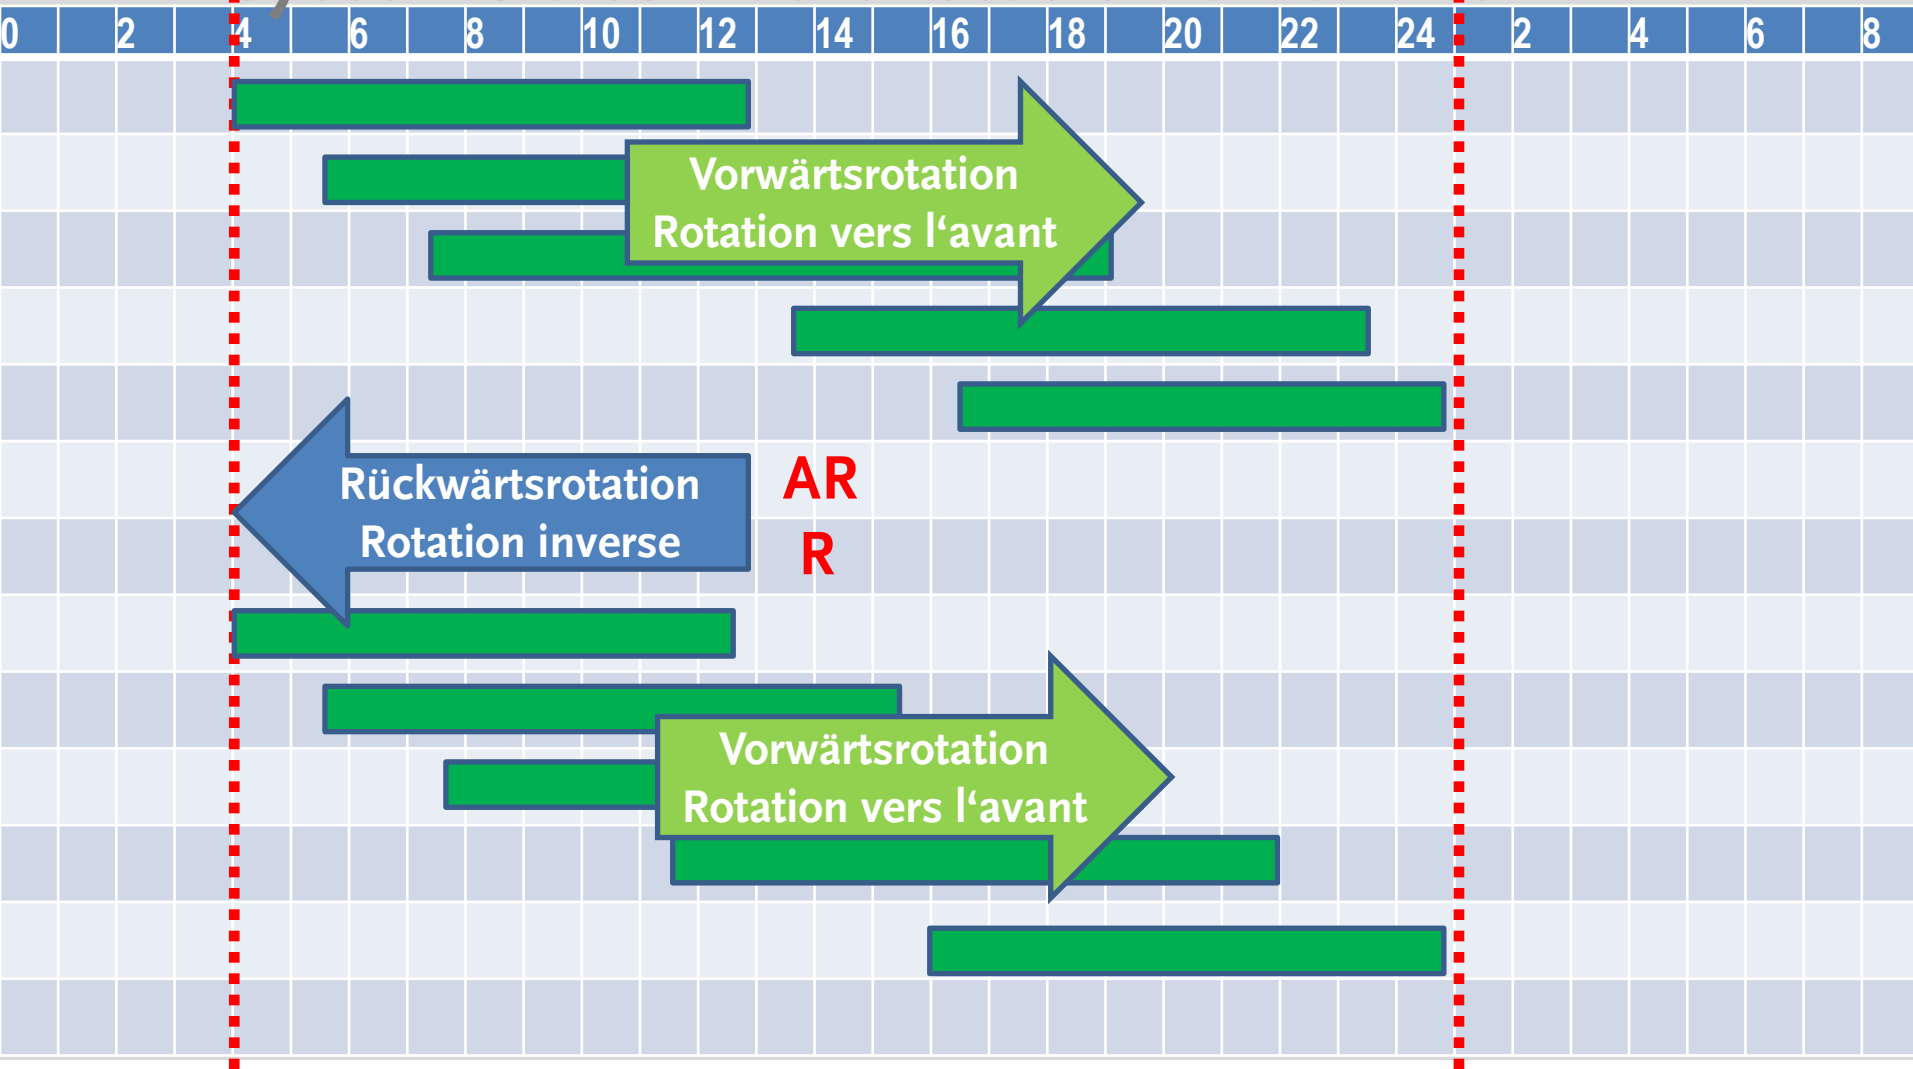 0 2 4 6 8 10 12 14 16 18 20 22 24 2 4 6 8
Vorwärtsrotation
Rotation vers l‘avant
Rückwärtsrotation
Rotation inverse
AR
R
Vorwärtsrotation
Rotation vers l‘avant